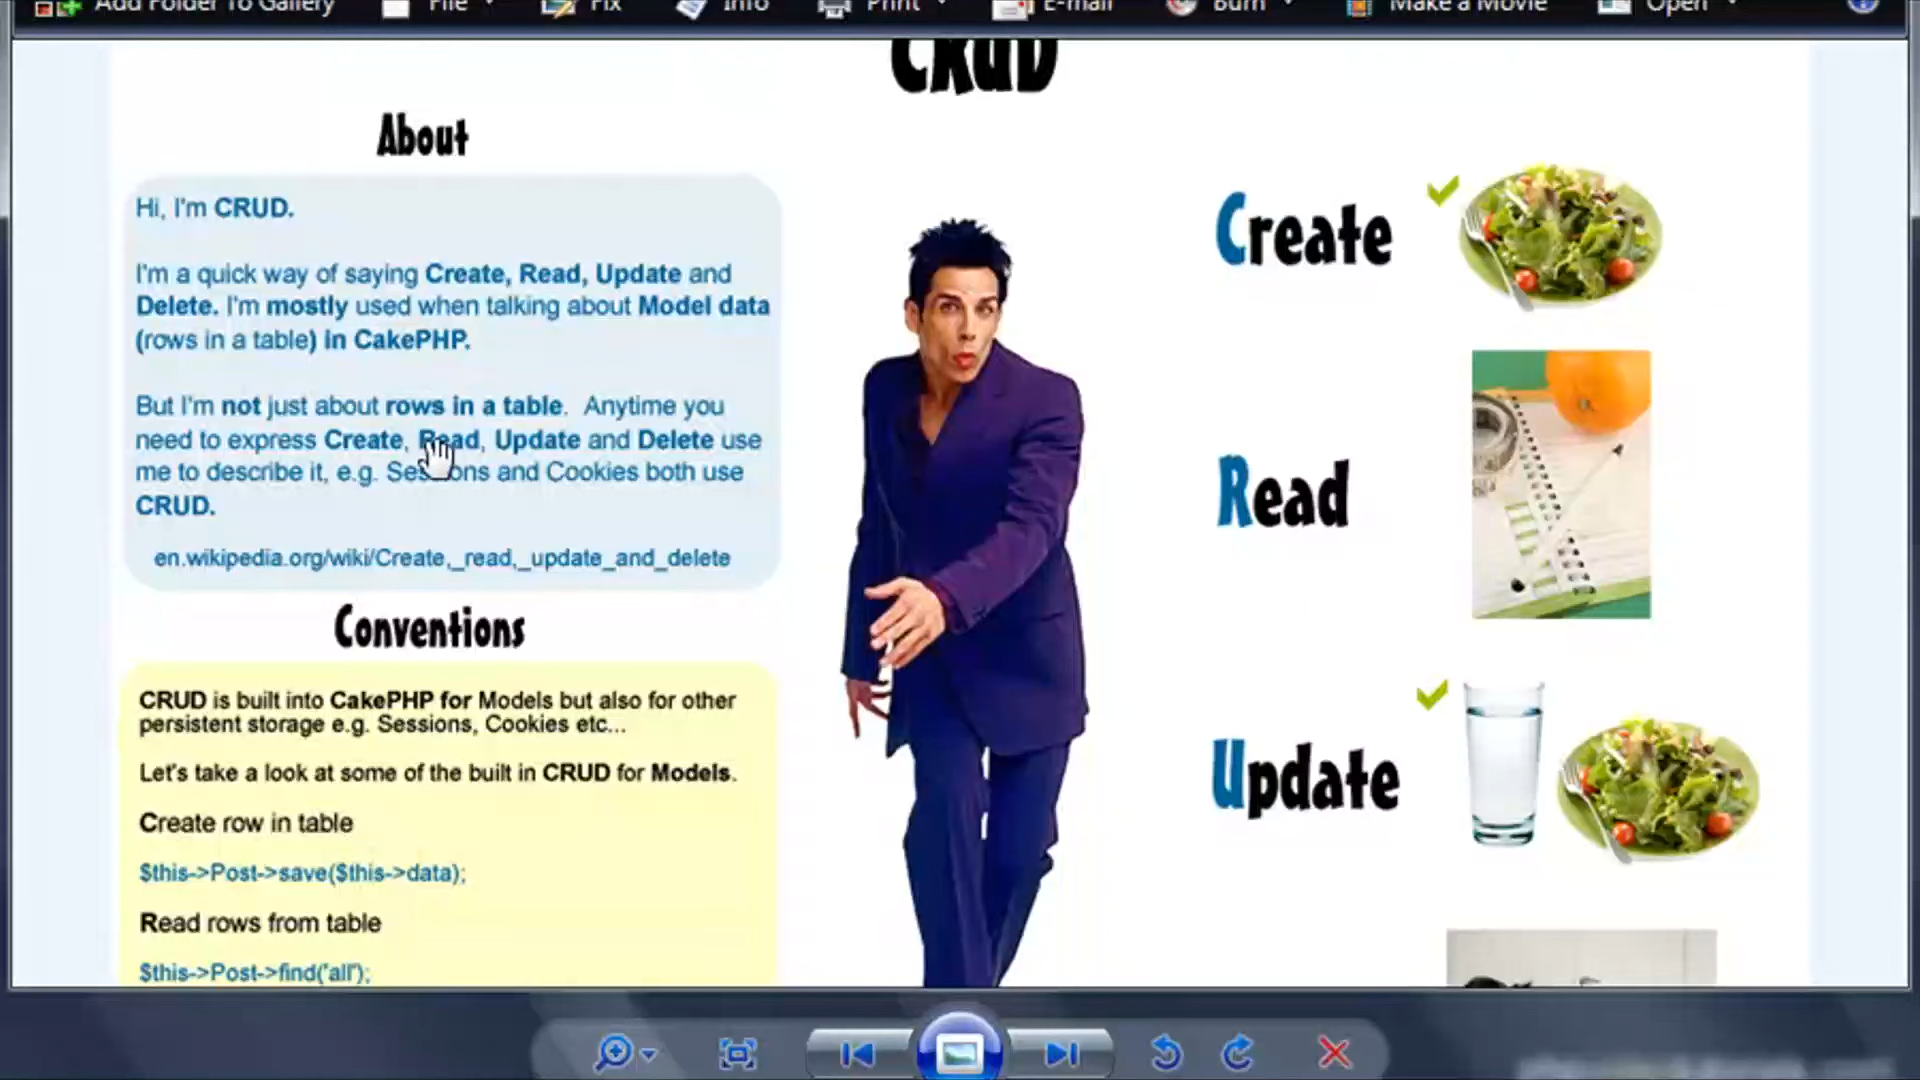 Add Folder To Gallery File Fix Info Print E-mail Burn Make a Movie Open
CRUD
About
Hi, I'm CRUD.
I'm a quick way of saying Create, Read, Update and
Delete. I'm mostly used when talking about Model data
(rows in a table) in CakePHP.
But I'm not just about rows in a table. Anytime you
need to express Create, Read, Update and Delete use
me to describe it, e.g. Sessions and Cookies both use
CRUD.
en.wikipedia.org/wiki/Create,_read,_update_and_delete
Conventions
CRUD is built into CakePHP for Models but also for other
persistent storage e.g. Sessions, Cookies etc...
Let's take a look at some of the built in CRUD for Models.
Create row in table
$this->Post->save($this->data);
Read rows from table
$this->Post->find('all');
Create
Read
Update